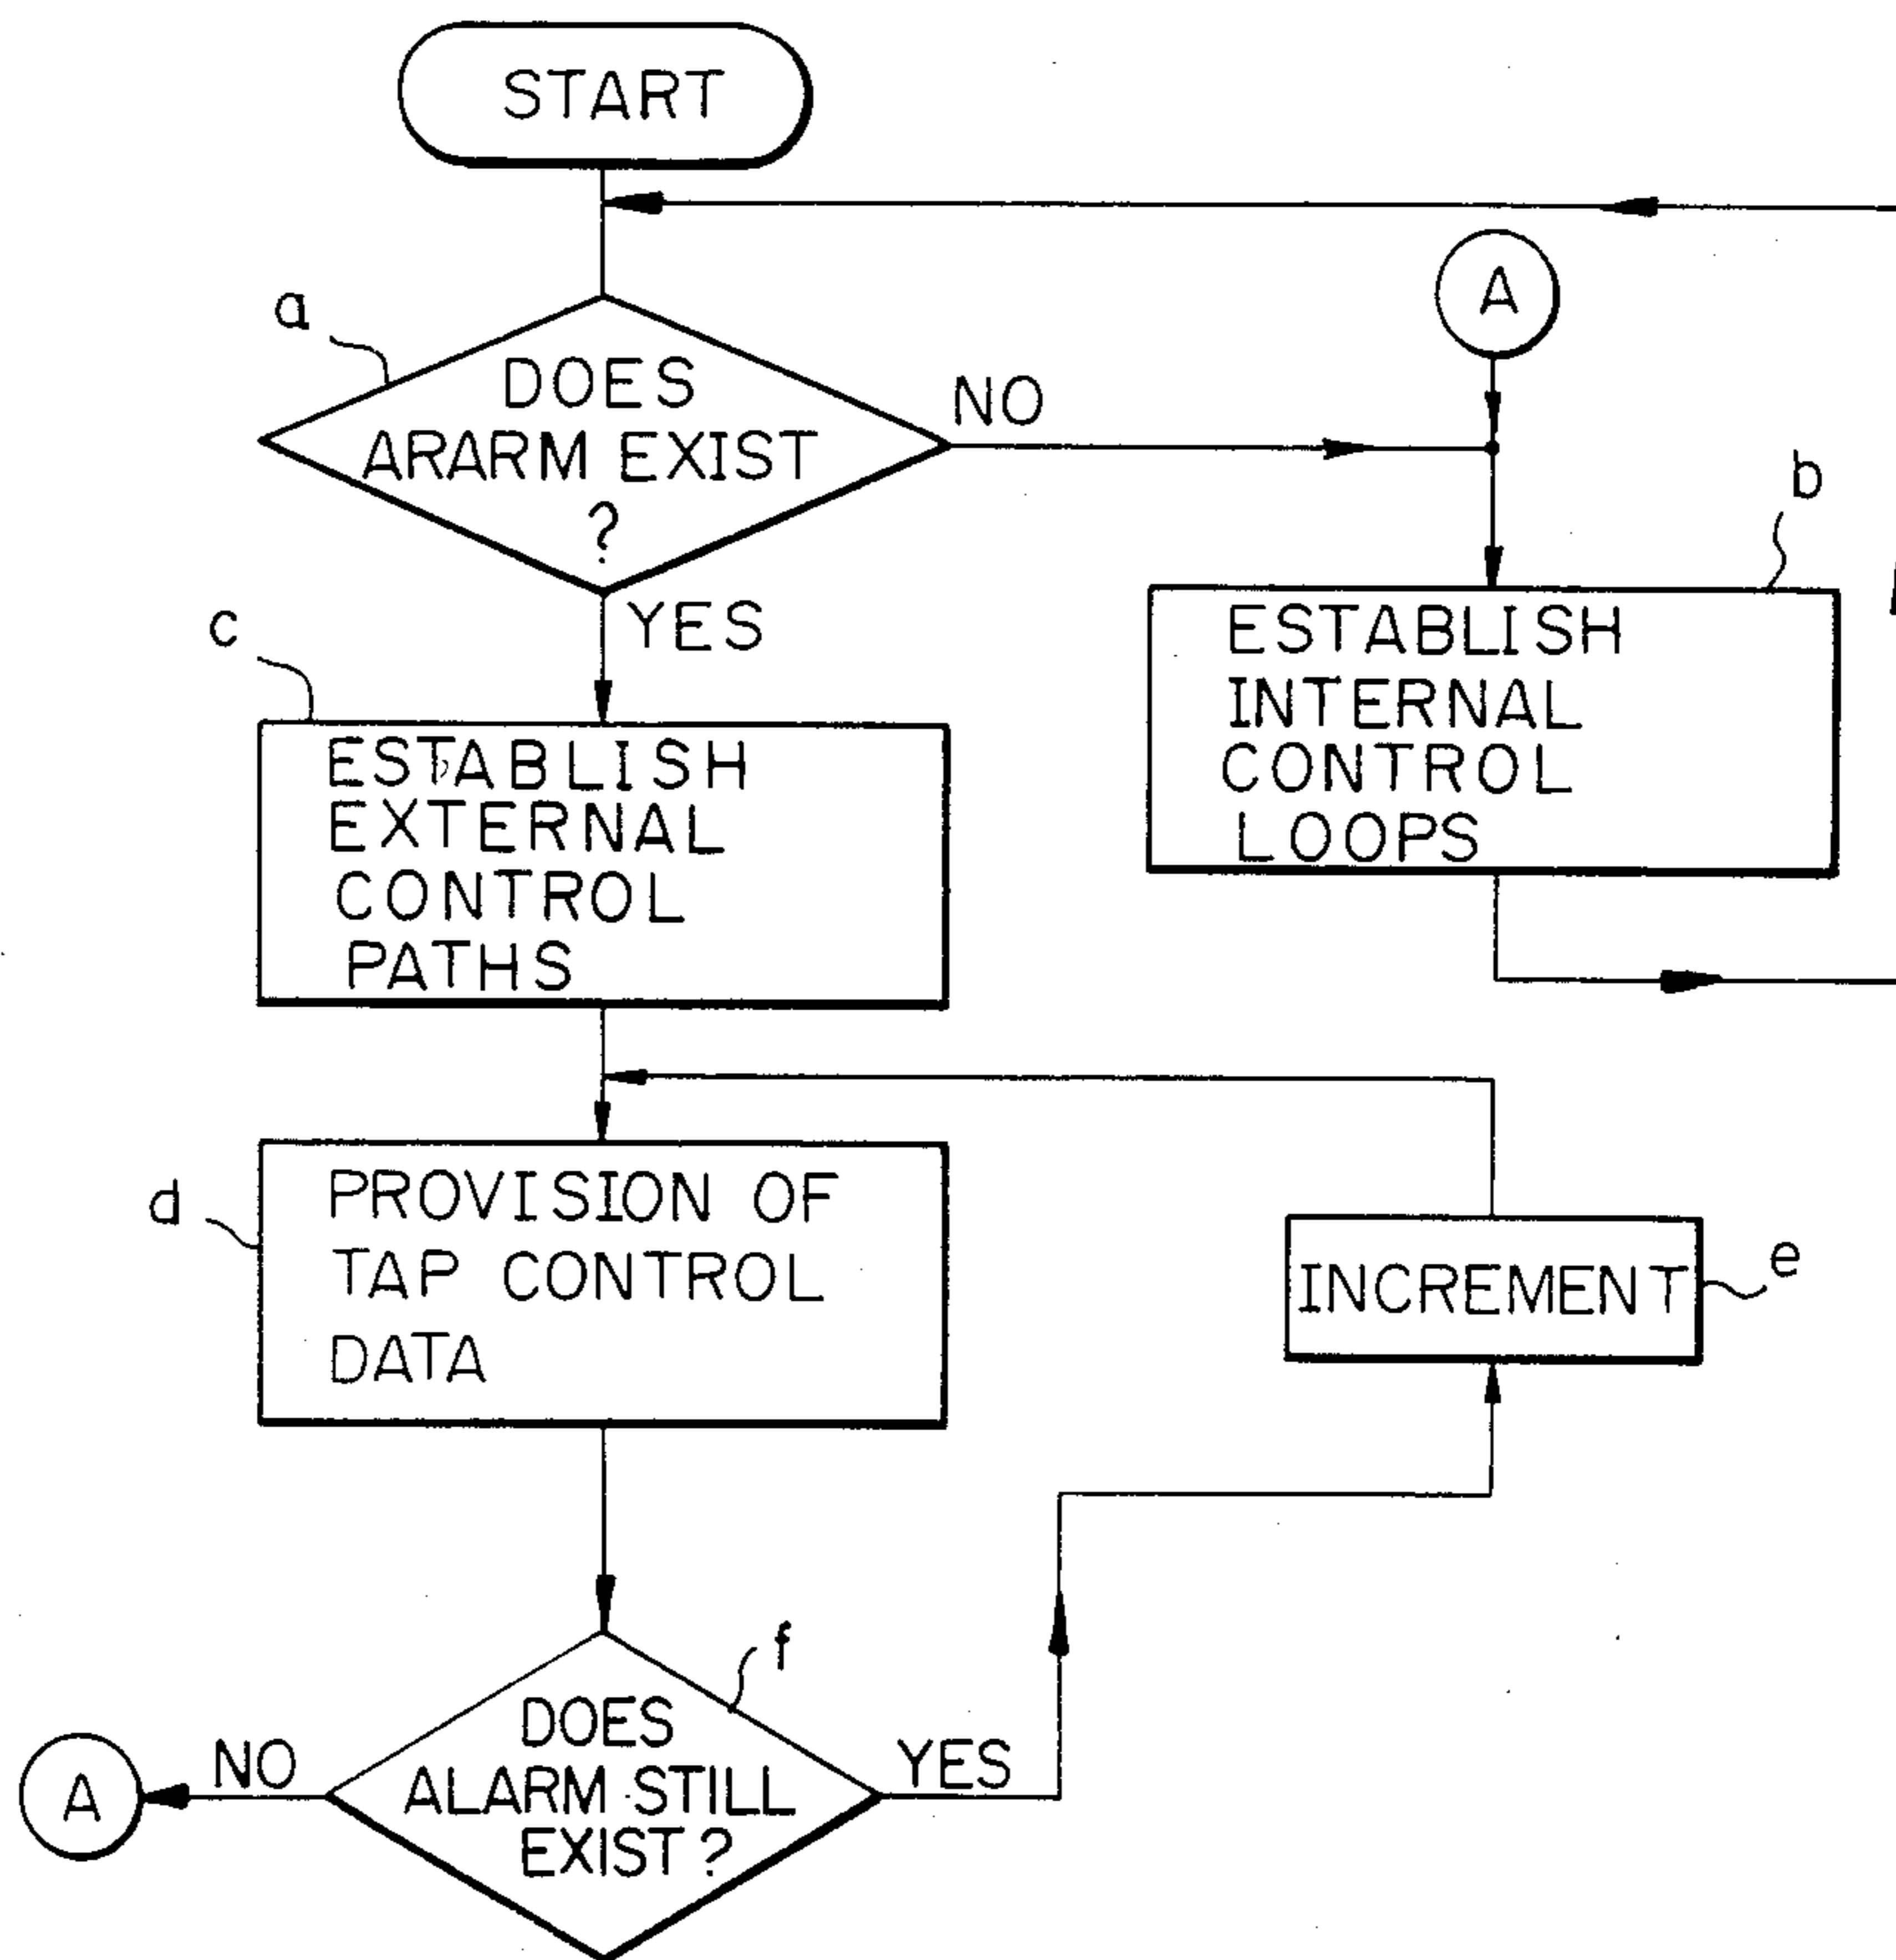 START
A
a
DOES
ARARM EXIST
?
NO
b
YES
c
ESTABLISH
INTERNAL
CONTROL
LOOPS
ESTABLISH
EXTERNAL
CONTROL
PATHS
d
PROVISION OF
TAP CONTROL
DATA
INCREMENT
e
f
DOES
ALARM STILL
EXIST?
YES
NO
A